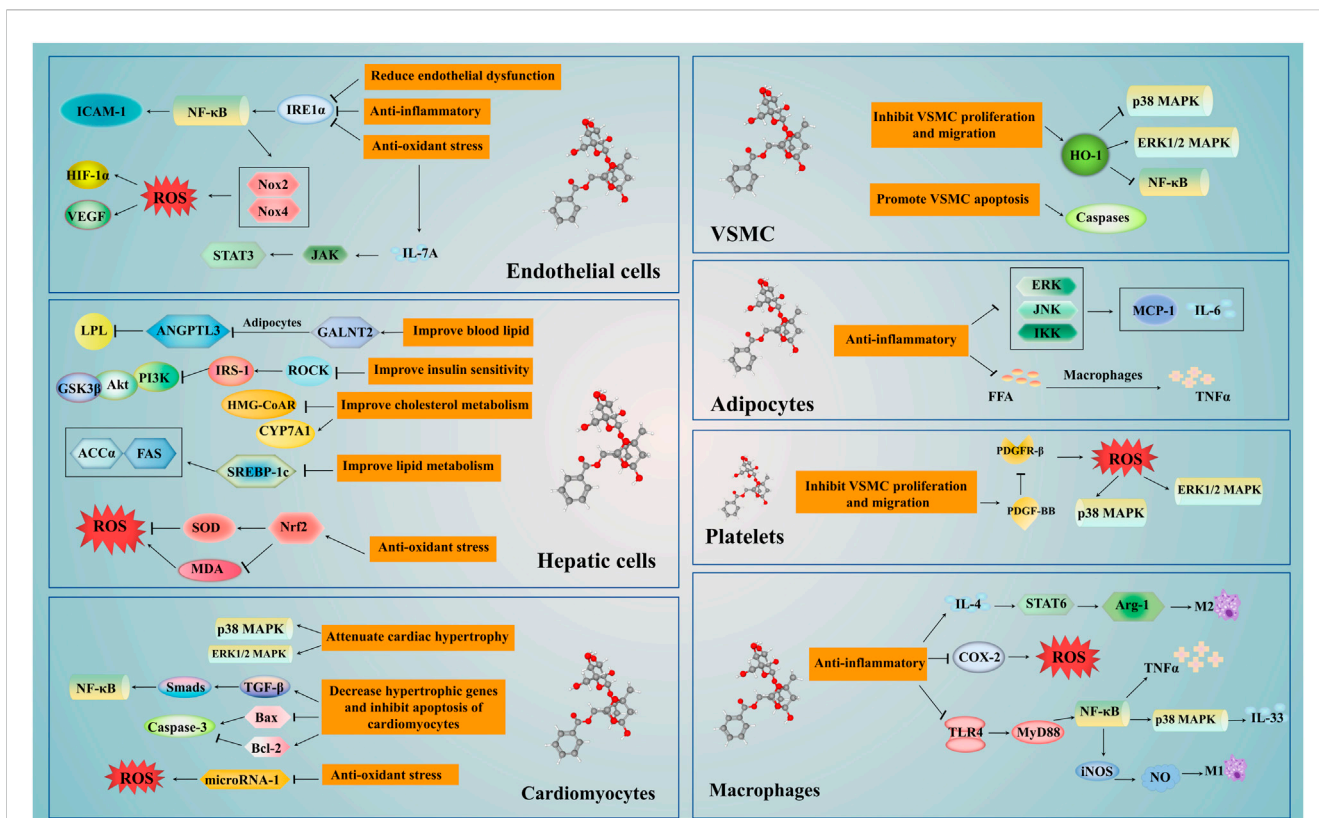 Reduce endothelial dysfunction
ICAM-1
NF-κB
IRE1α
Anti-inflammatory
Anti-oxidant stress
HIF-1α
ROS
Nox2
Nox4
VEGF
STAT3
JAK
IL-7A
Endothelial cells
LPL
ANGPTL3
Adipocytes
GALNT2
Improve blood lipid
GSK3β
Akt
PI3K
IRS-1
ROCK
Improve insulin sensitivity
HMG-CoAR
Improve cholesterol metabolism
CYP7A1
ACCα
FAS
SREBP-1c
Improve lipid metabolism
ROS
SOD
Nrf2
MDA
Anti-oxidant stress
Hepatic cells
p38 MAPK
ERK1/2 MAPK
Attenuate cardiac hypertrophy
NF-κB
Smads
TGF-β
Decrease hypertrophic genes
and inhibit apoptosis of
cardiomyocytes
Caspase-3
Bax
Bcl-2
ROS
microRNA-1
Anti-oxidant stress
Cardiomyocytes
Inhibit VSMC proliferation
and migration
HO-1
p38 MAPK
ERK1/2 MAPK
NF-κB
Promote VSMC apoptosis
Caspases
VSMC
Anti-inflammatory
ERK
JNK
IKK
MCP-1
IL-6
FFA
Macrophages
TNFα
Adipocytes
Inhibit VSMC proliferation
and migration
PDGFR-β
PDGF-BB
ROS
p38 MAPK
ERK1/2 MAPK
Platelets
Anti-inflammatory
IL-4
STAT6
Arg-1
M2
COX-2
ROS
TNFα
TLR4
MyD88
NF-κB
p38 MAPK
IL-33
iNOS
NO
M1
Macrophages